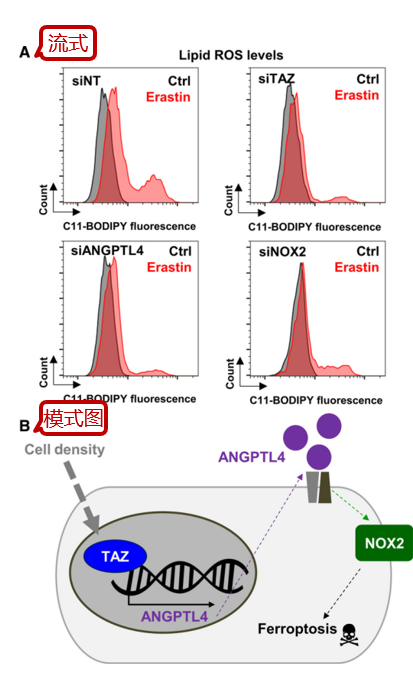 A 流式
Lipid ROS levels
siNT Ctrl
Erastin
Count
C11-BODIPY fluorescence
siTAZ Ctrl
Erastin
Count
C11-BODIPY fluorescence
siANGPTL4 Ctrl
Erastin
Count
C11-BODIPY fluorescence
siNOX2 Ctrl
Erastin
Count
C11-BODIPY fluorescence
B 模式图
Cell density
ANGPTL4
TAZ
NOX2
ANGPTL4
Ferroptosis